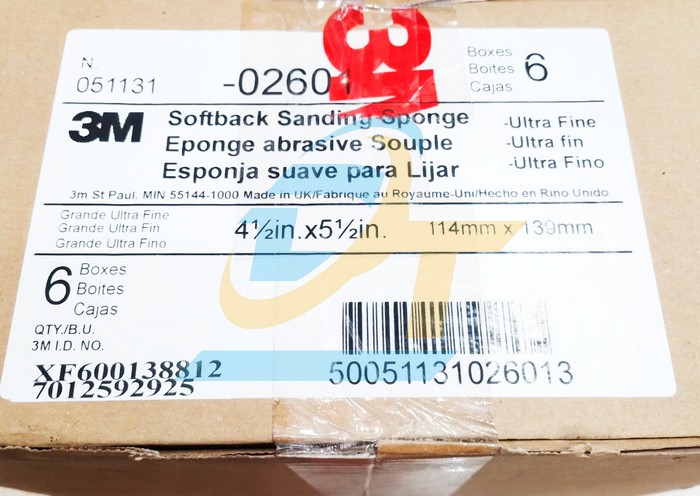 N.
051131 -02601
Boxes
Boites 6
Cajas
3M
3M
Softback Sanding Sponge -Ultra Fine
Eponge abrasive Souple -Ultra fin
Esponja suave para Lijar -Ultra Fino
3m St Paul. MIN 55144-1000 Made in UK/Fabrique au Royaume-Uni/Hecho en Rino Unido
Grande Ultra Fine
Grande Ultra Fin
Grande Ultra Fino
4½in.x5½in. 114mm x 139mm
6 Boxes
Boites
Cajas
QTY./B.U.
3M I.D. NO.
XF600138812
7012592925
50051131026013
DT